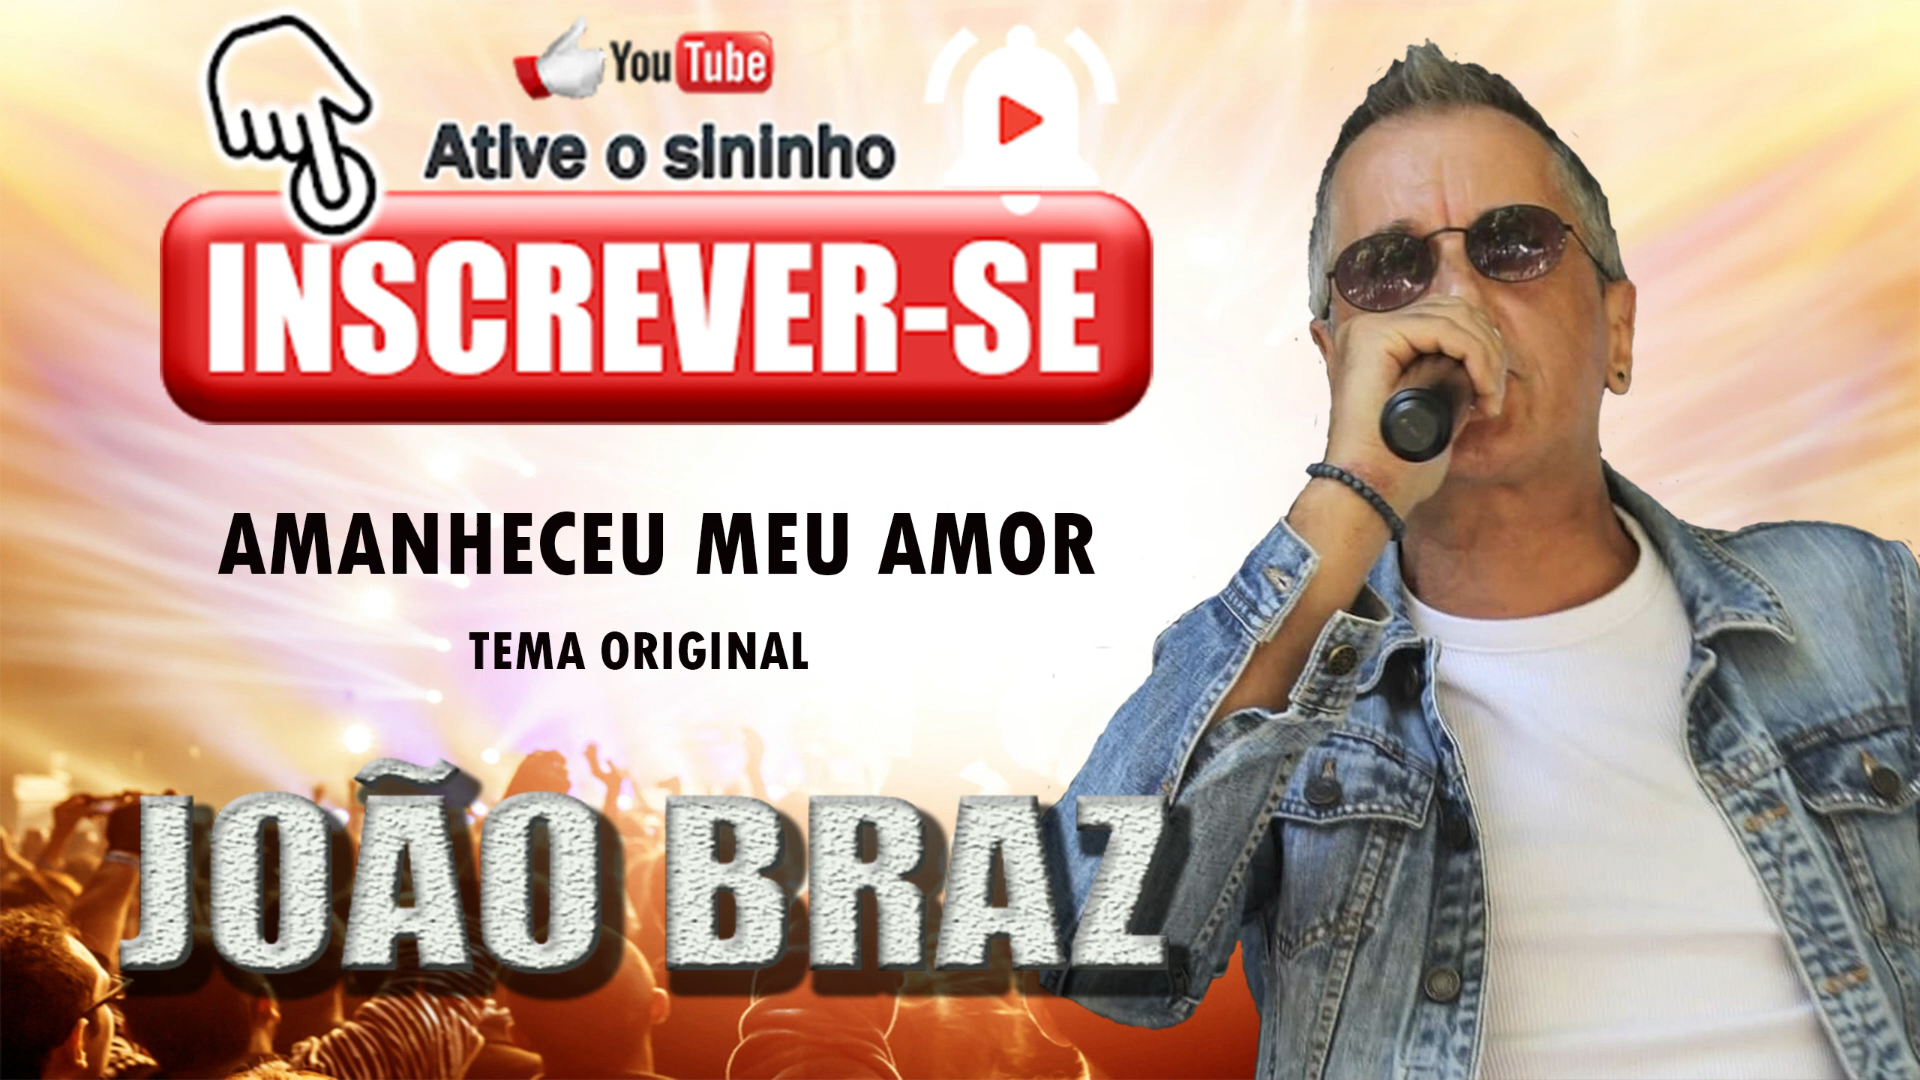 YouTube
Ative o sininho
INSCREVER-SE
AMANHECEU MEU AMOR
TEMA ORIGINAL
JOÃO BRAZ